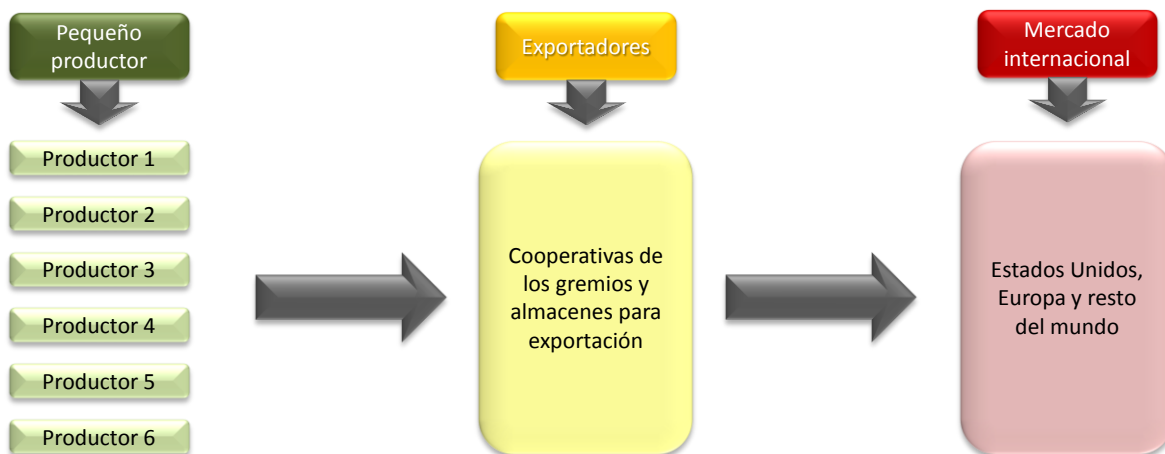 Pequeño
productor
Exportadores
Mercado
internacional
Productor 1
Productor 2
Productor 3
Productor 4
Productor 5
Productor 6
Cooperativas de
los gremios y
almacenes para
exportación
Estados Unidos,
Europa y resto
del mundo